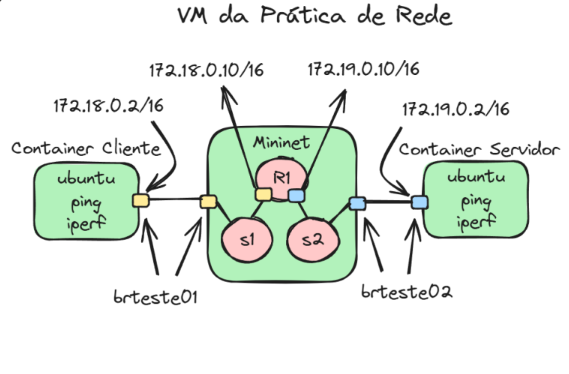 VM da Prática de Rede
172.18.0.10/16
172.19.0.10/16
172.18.0.2/16
172.19.0.2/16
Container Cliente
Mininet
Container Servidor
ubuntu
ping
iperf
R1
s1
s2
ubuntu
ping
iperf
brteste01
brteste02